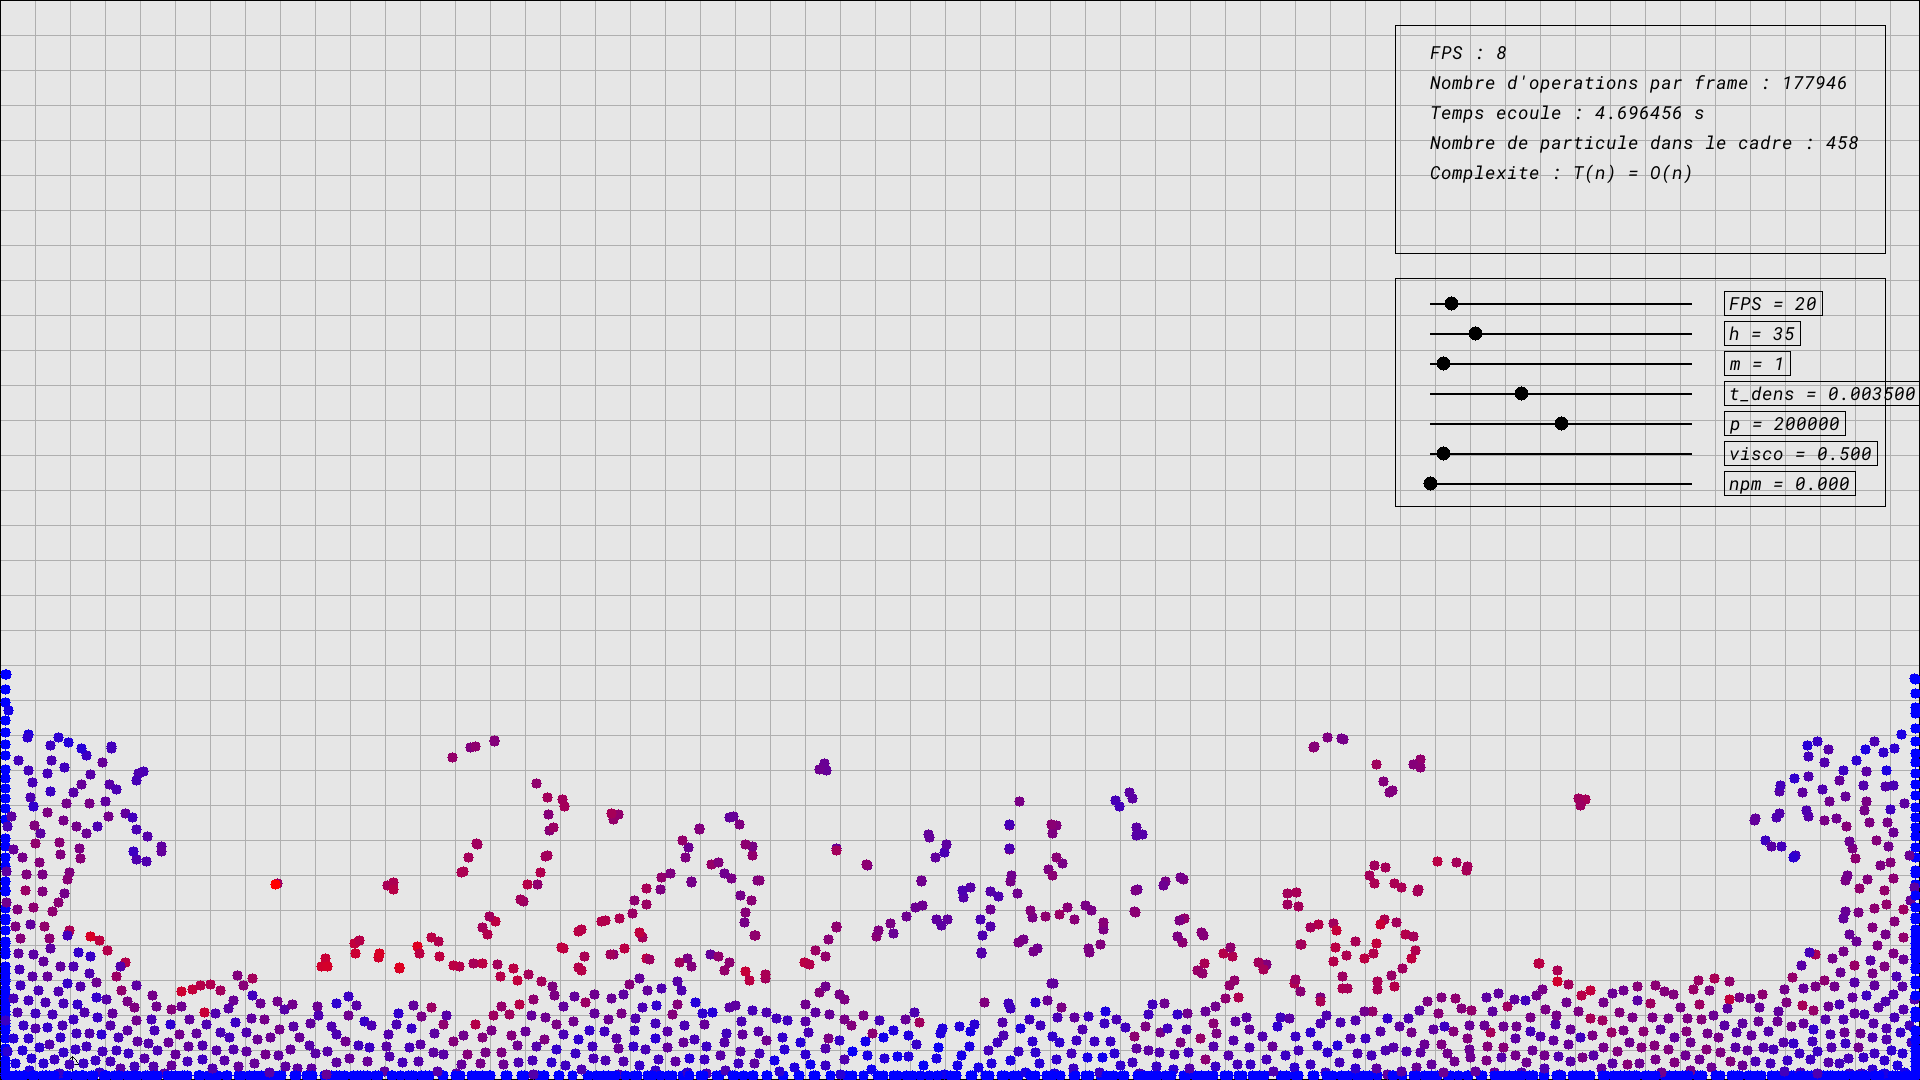 FPS : 8
Nombre d'operations par frame : 177946
Temps ecoule : 4.696456 s
Nombre de particule dans le cadre : 458
Complexite : T(n) = O(n)
FPS = 20
h = 35
m = 1
t_dens = 0.003500
p = 200000
visco = 0.500
npm = 0.000